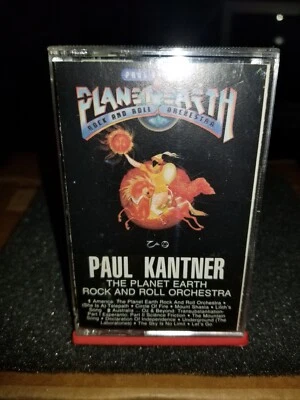 PLANET EARTH
ROCK AND ROLL ORCHESTRA
PAUL KANTNER
THE PLANET EARTH
ROCK AND ROLL ORCHESTRA
A America. The Planet Earth Rock And Roll Orchestra •
(She Is A) Telepath • Circle Of Fire • Mount Shasta • Lilith's
Song B Australia ... Oz & Beyond: Transubstantiation
Part I Esperanto: Part II Science Friction • The Mountain
Song • Declaration Of Independence • Underground (The
Laboratories) • The Sky Is No Limit • Let's Go